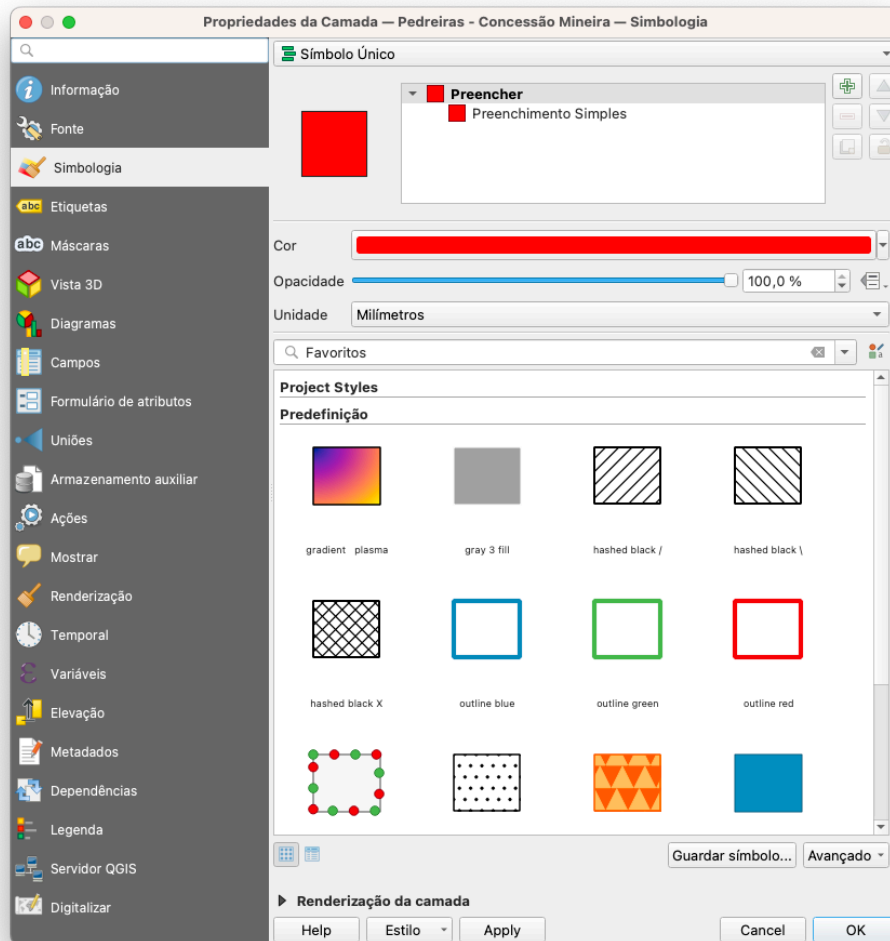 Propriedades da Camada — Pedreiras - Concessão Mineira — Simbologia
Informação
Fonte
Simbologia
abc Etiquetas
abc Máscaras
Vista 3D
Diagramas
Campos
Formulário de atributos
Uniões
Armazenamento auxiliar
Ações
Mostrar
Renderização
Temporal
Variáveis
Elevação
Metadados
Dependências
Legenda
Servidor QGIS
Digitalizar
Símbolo Único
Preencher
Preenchimento Simples
Cor
Opacidade 100,0 %
Unidade Milímetros
Favoritos
Project Styles
Predefinição
gradient plasma gray 3 fill hashed black / hashed black \
hashed black X outline blue outline green outline red
Guardar símbolo... Avançado
Renderização da camada
Help Estilo Apply Cancel OK